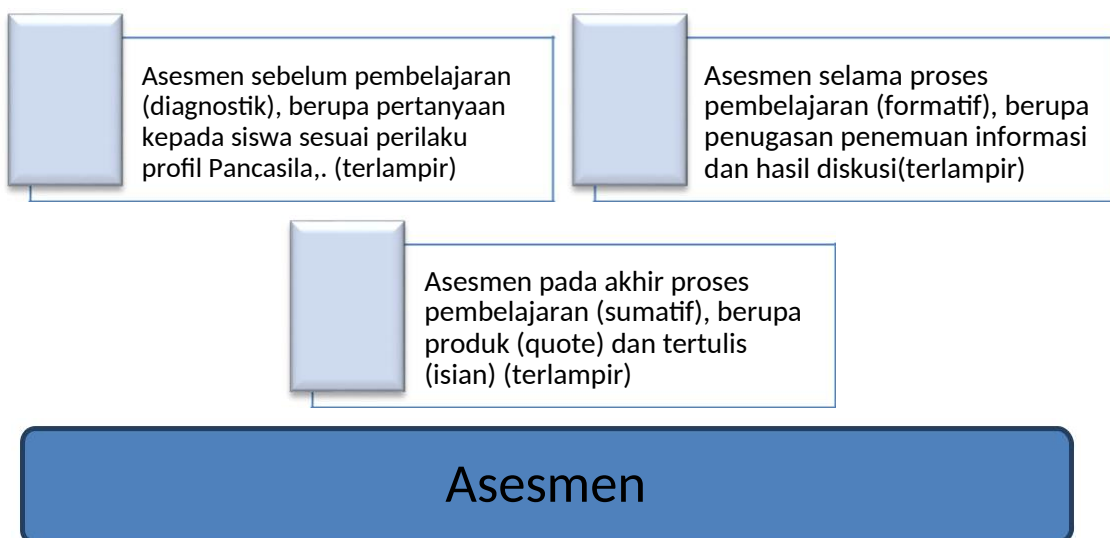 Asesmen sebelum pembelajaran
(diagnostik), berupa pertanyaan
kepada siswa sesuai perilaku
profil Pancasila,. (terlampir)
Asesmen selama proses
pembelajaran (formatif), berupa
penugasan penemuan informasi
dan hasil diskusi(terlampir)
Asesmen pada akhir proses
pembelajaran (sumatif), berupa
produk (quote) dan tertulis
(isian) (terlampir)
Asesmen